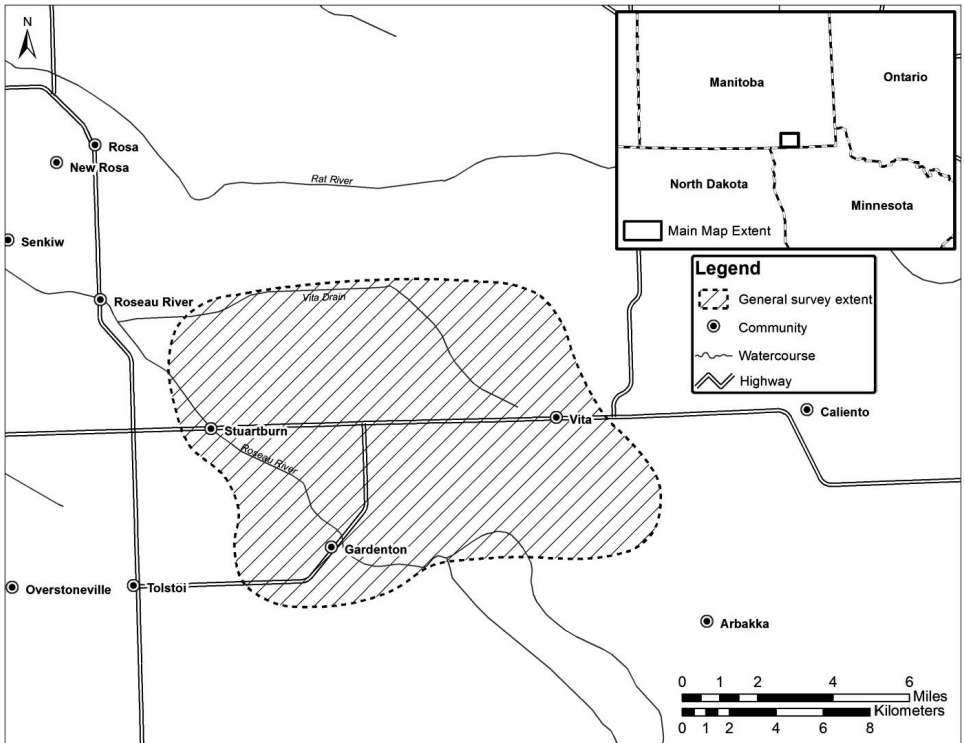 N
Manitoba
Ontario
North Dakota
Minnesota
Main Map Extent
Rosa
New Rosa
Rat River
Senkiw
Legend
General survey extent
Community
Watercourse
Highway
Roseau River
Vita Drain
Caliento
Vita
Stuartburn
Roseau River
Gardenton
Overstoneville
Tolstoi
Arbakka
0 1 2 4 6
Miles
Kilometers
0 1 2 4 6 8